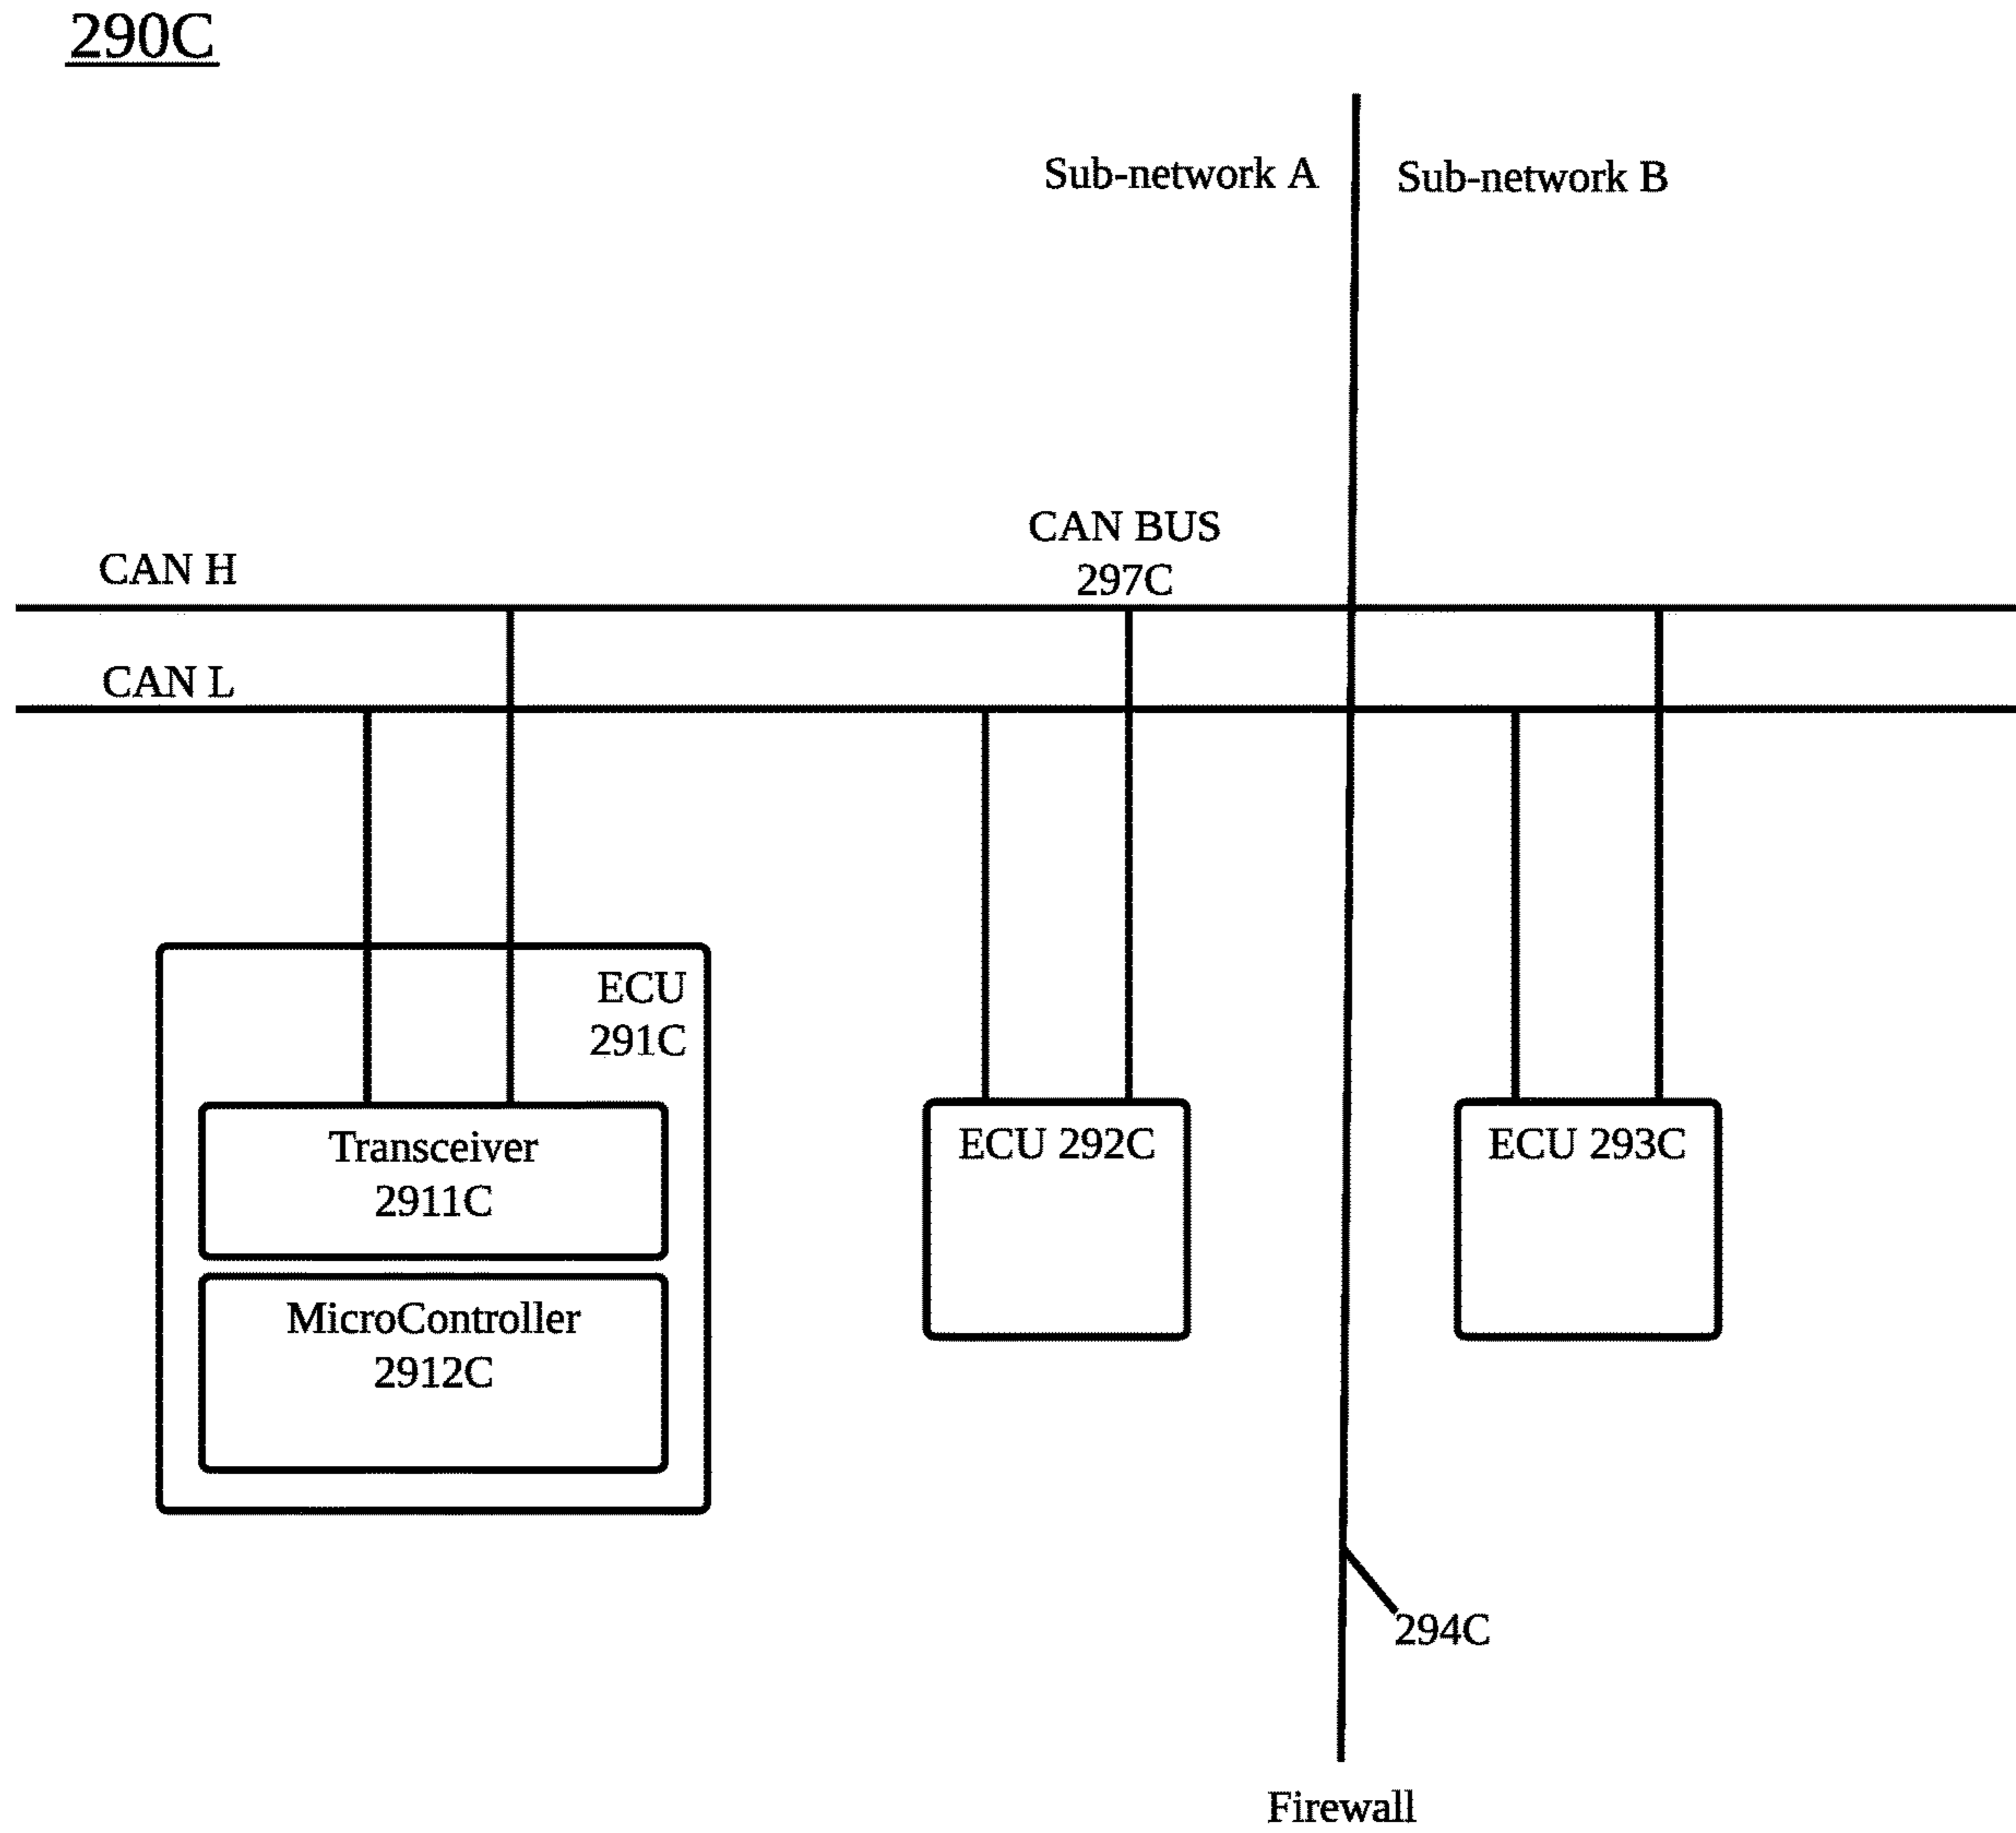 290C
Sub-network A
Sub-network B
CAN BUS
297C
CAN H
CAN L
ECU
291C
Transceiver
2911C
MicroController
2912C
ECU 292C
ECU 293C
294C
Firewall